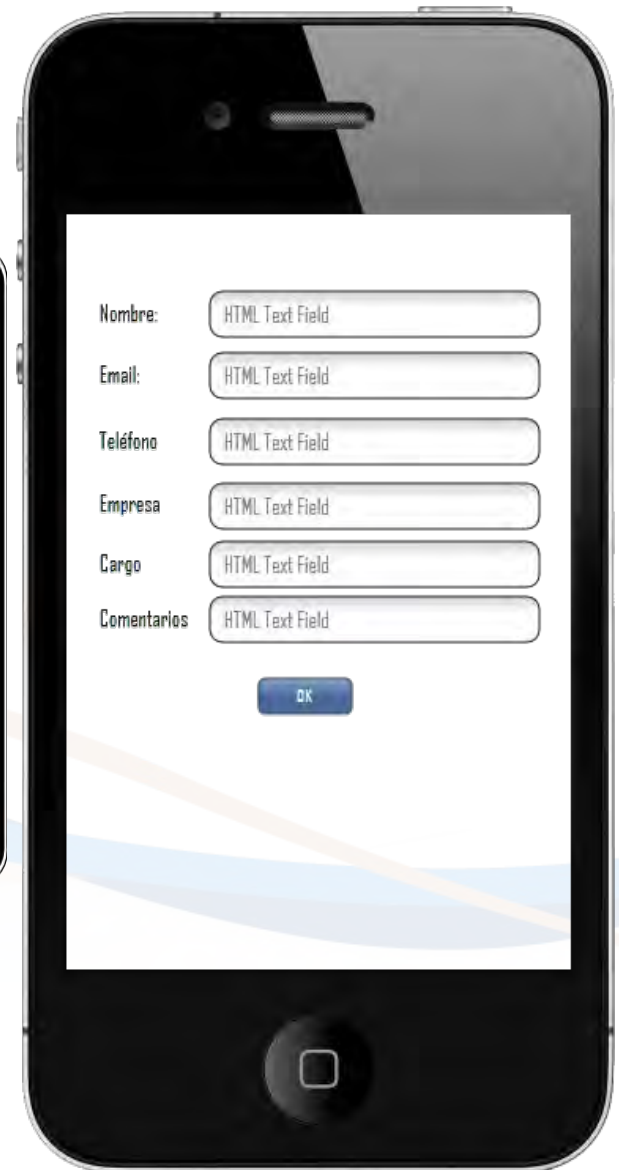 Nombre: HTML Text Field
Email: HTML Text Field
Teléfono HTML Text Field
Empresa HTML Text Field
Cargo HTML Text Field
Comentarios HTML Text Field
OK